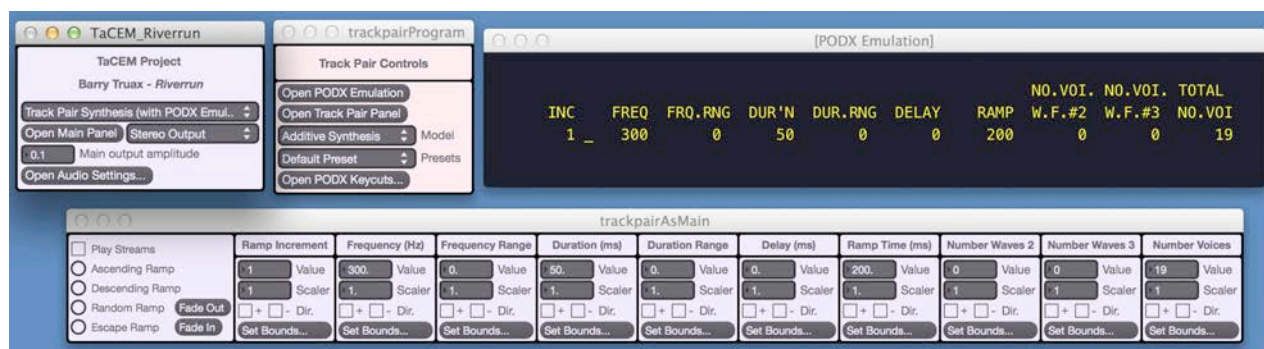 TaCEM_Riverrun
TaCEM Project
Barry Truax - Riverrun
Track Pair Synthesis (with PODX Emul..
Open Main Panel Stereo Output
0.1 Main output amplitude
Open Audio Settings...
trackpairProgram
Track Pair Controls
Open PODX Emulation
Open Track Pair Panel
Additive Synthesis Model
Default Preset Presets
Open PODX Keycuts...
[PODX Emulation]
NO.VOI. NO.VOI. TOTAL
INC FREQ FRQ.RNG DUR'N DUR.RNG DELAY RAMP W.F.#2 W.F.#3 NO.VOI
1 _ 300 0 50 0 0 200 0 0 19
trackpairAsMain
Play Streams
Ascending Ramp
Descending Ramp
Random Ramp Fade Out
Escape Ramp Fade In
Ramp Increment Frequency (Hz) Frequency Range Duration (ms) Duration Range Delay (ms) Ramp Time (ms) Number Waves 2 Number Waves 3 Number Voices
1 Value 300. Value 0. Value 50. Value 0. Value 0. Value 200. Value 0 Value 0 Value 19 Value
1 Scaler 1. Scaler 1. Scaler 1. Scaler 1. Scaler 1. Scaler 1. Scaler 1 Scaler 1 Scaler 1 Scaler
+ - Dir. + - Dir. + - Dir. + - Dir. + - Dir. + - Dir. + - Dir. + - Dir. + - Dir. + - Dir.
Set Bounds... Set Bounds... Set Bounds... Set Bounds... Set Bounds... Set Bounds... Set Bounds... Set Bounds... Set Bounds... Set Bounds...